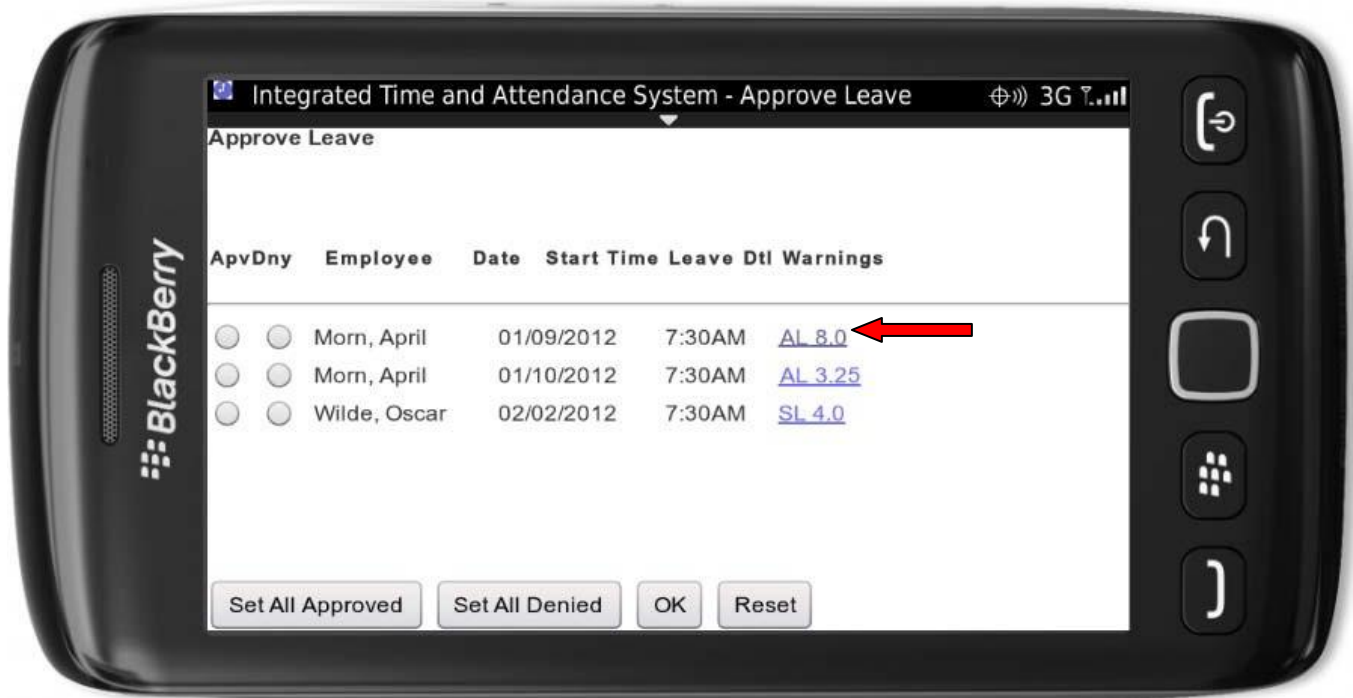 Integrated Time and Attendance System - Approve Leave 3G
Approve Leave
ApvDny Employee Date Start Time Leave Dtl Warnings
Morn, April 01/09/2012 7:30AM AL 8.0
Morn, April 01/10/2012 7:30AM AL 3.25
Wilde, Oscar 02/02/2012 7:30AM SL 4.0
Set All Approved Set All Denied OK Reset
BlackBerry